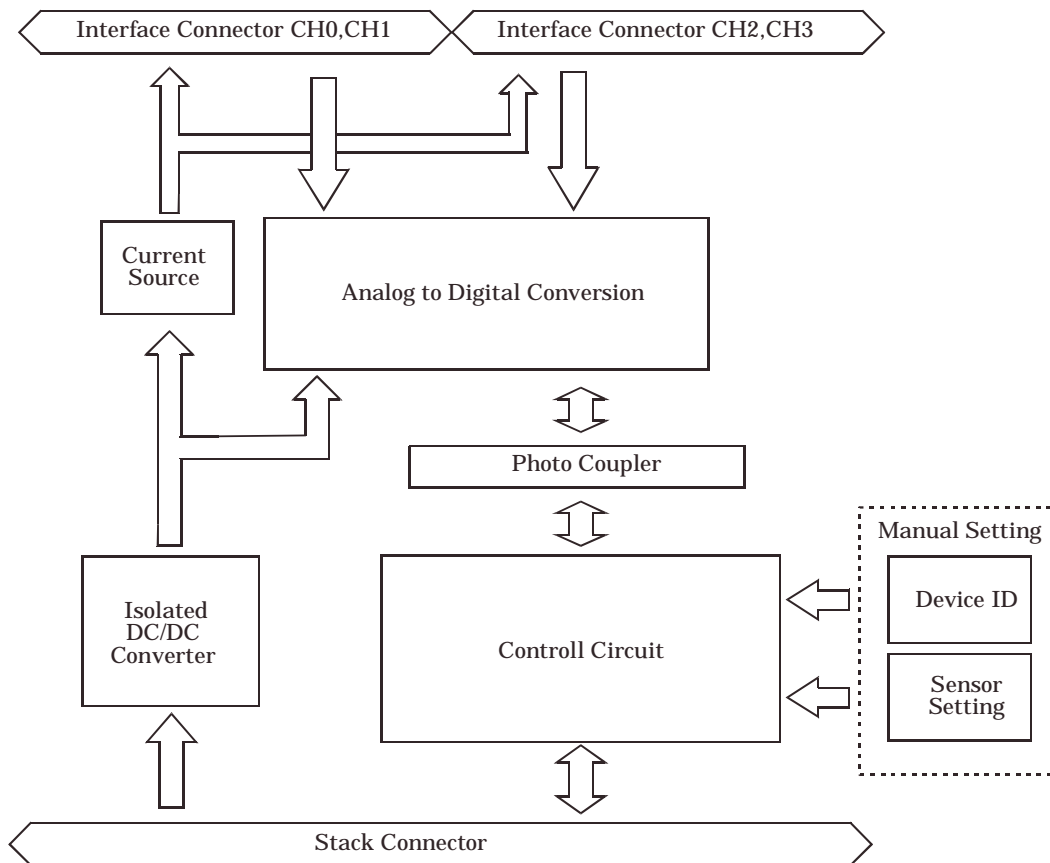 Interface Connector CH0,CH1
Interface Connector CH2,CH3
Current
Source
Analog to Digital Conversion
Photo Coupler
Manual Setting
Isolated
DC/DC
Converter
Controll Circuit
Device ID
Sensor
Setting
Stack Connector